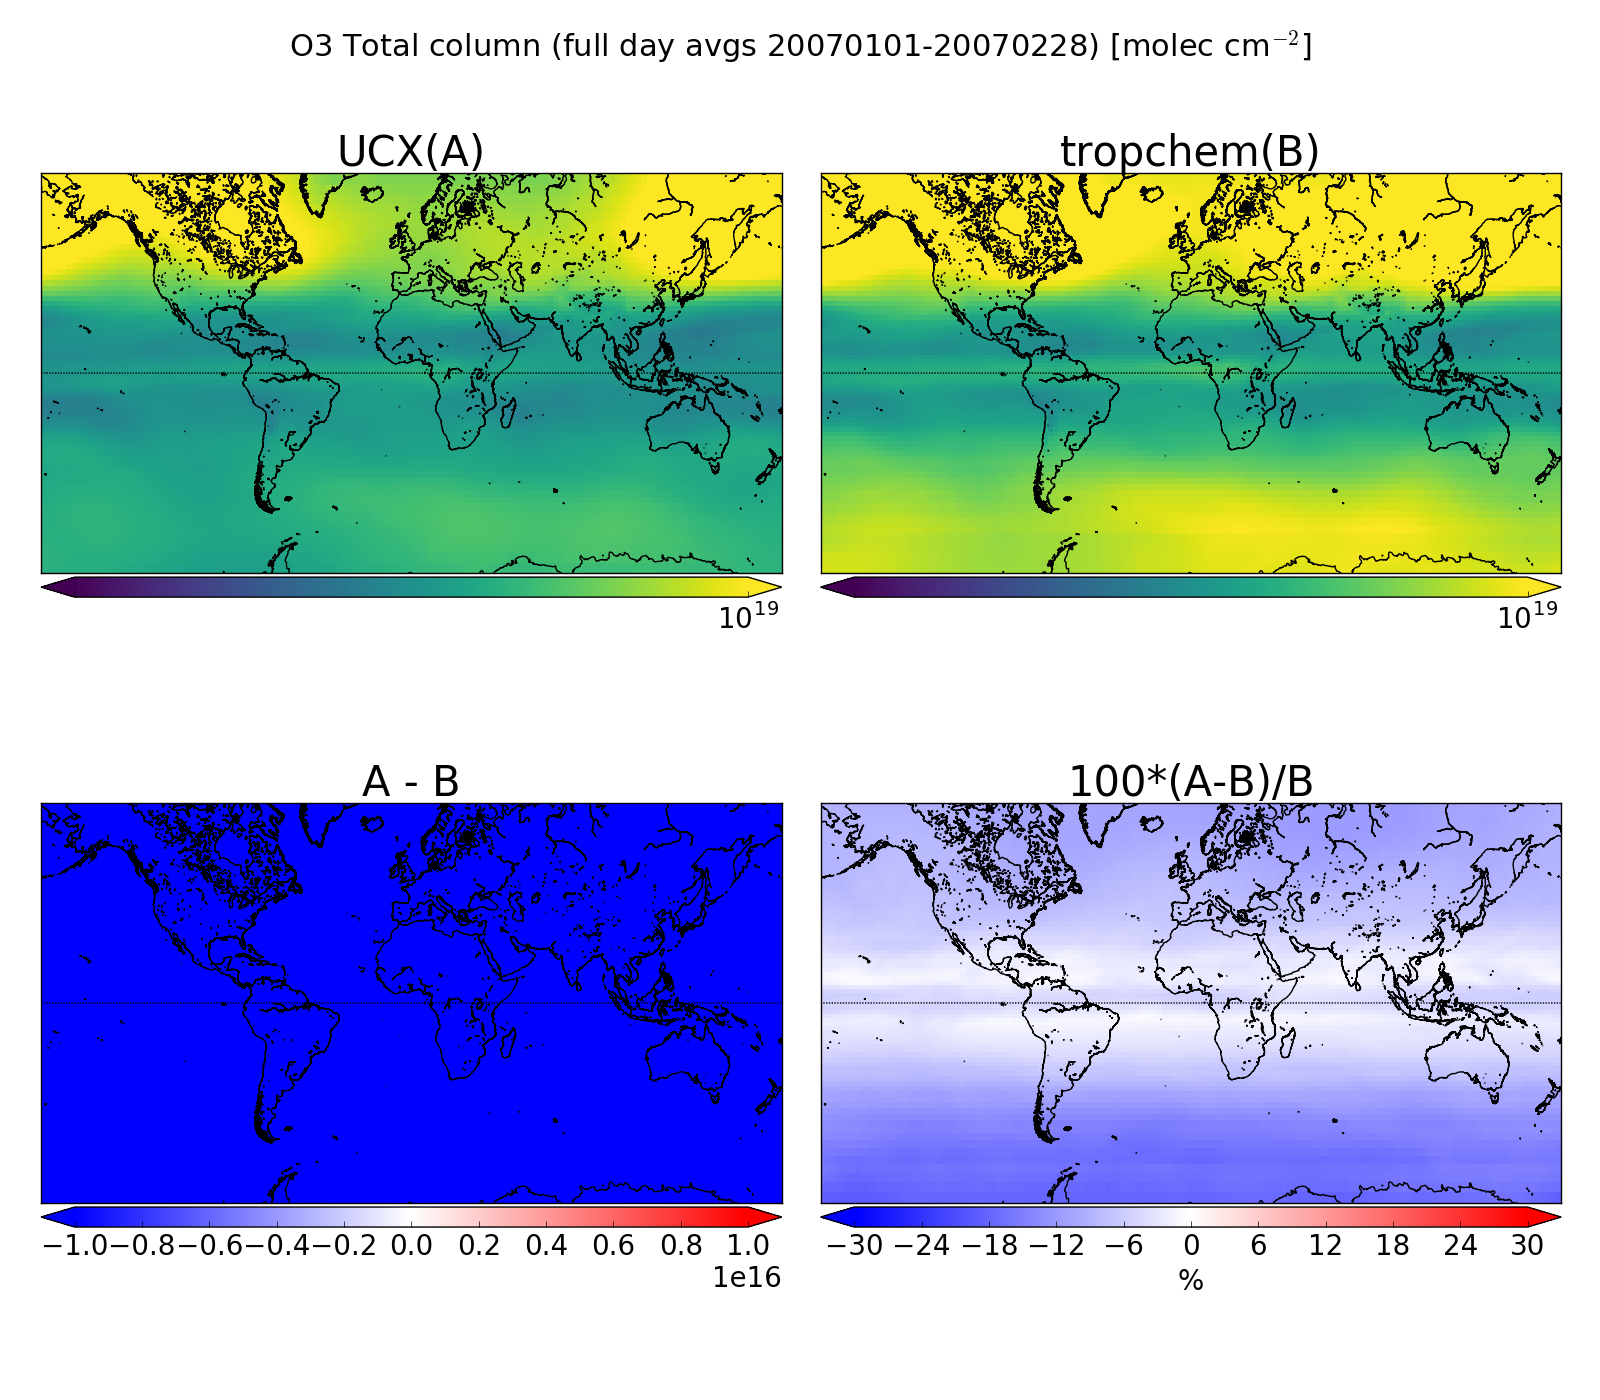 O3 Total column (full day avgs 20070101-20070228) [molec cm⁻²]
UCX(A)
tropchem(B)
10¹⁹
10¹⁹
A - B
100*(A-B)/B
−1.0 −0.8 −0.6 −0.4 −0.2 0.0 0.2 0.4 0.6 0.8 1.0
1e16
−30 −24 −18 −12 −6 0 6 12 18 24 30
%